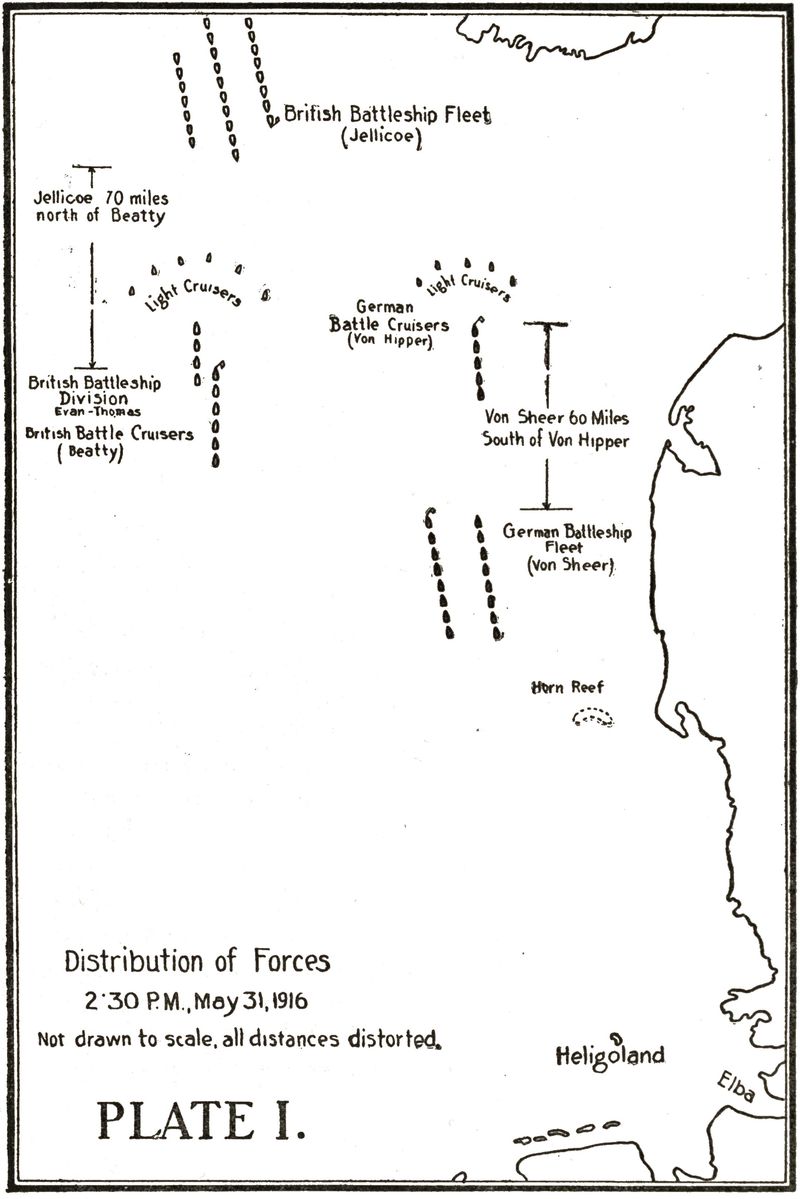 British Battleship Fleet
(Jellicoe)
Jellicoe 70 miles
north of Beatty
Light Cruisers
Light Cruisers
German
Battle Cruisers
(Von Hipper)
British Battleship
Division
Evan-Thomas
British Battle Cruisers
(Beatty)
Von Sheer 60 Miles
South of Von Hipper
German Battleship
Fleet
(Von Sheer)
Horn Reef
Distribution of Forces
2:30 P.M., May 31, 1916
Not drawn to scale, all distances distorted.
Heligoland
Elba
PLATE I.